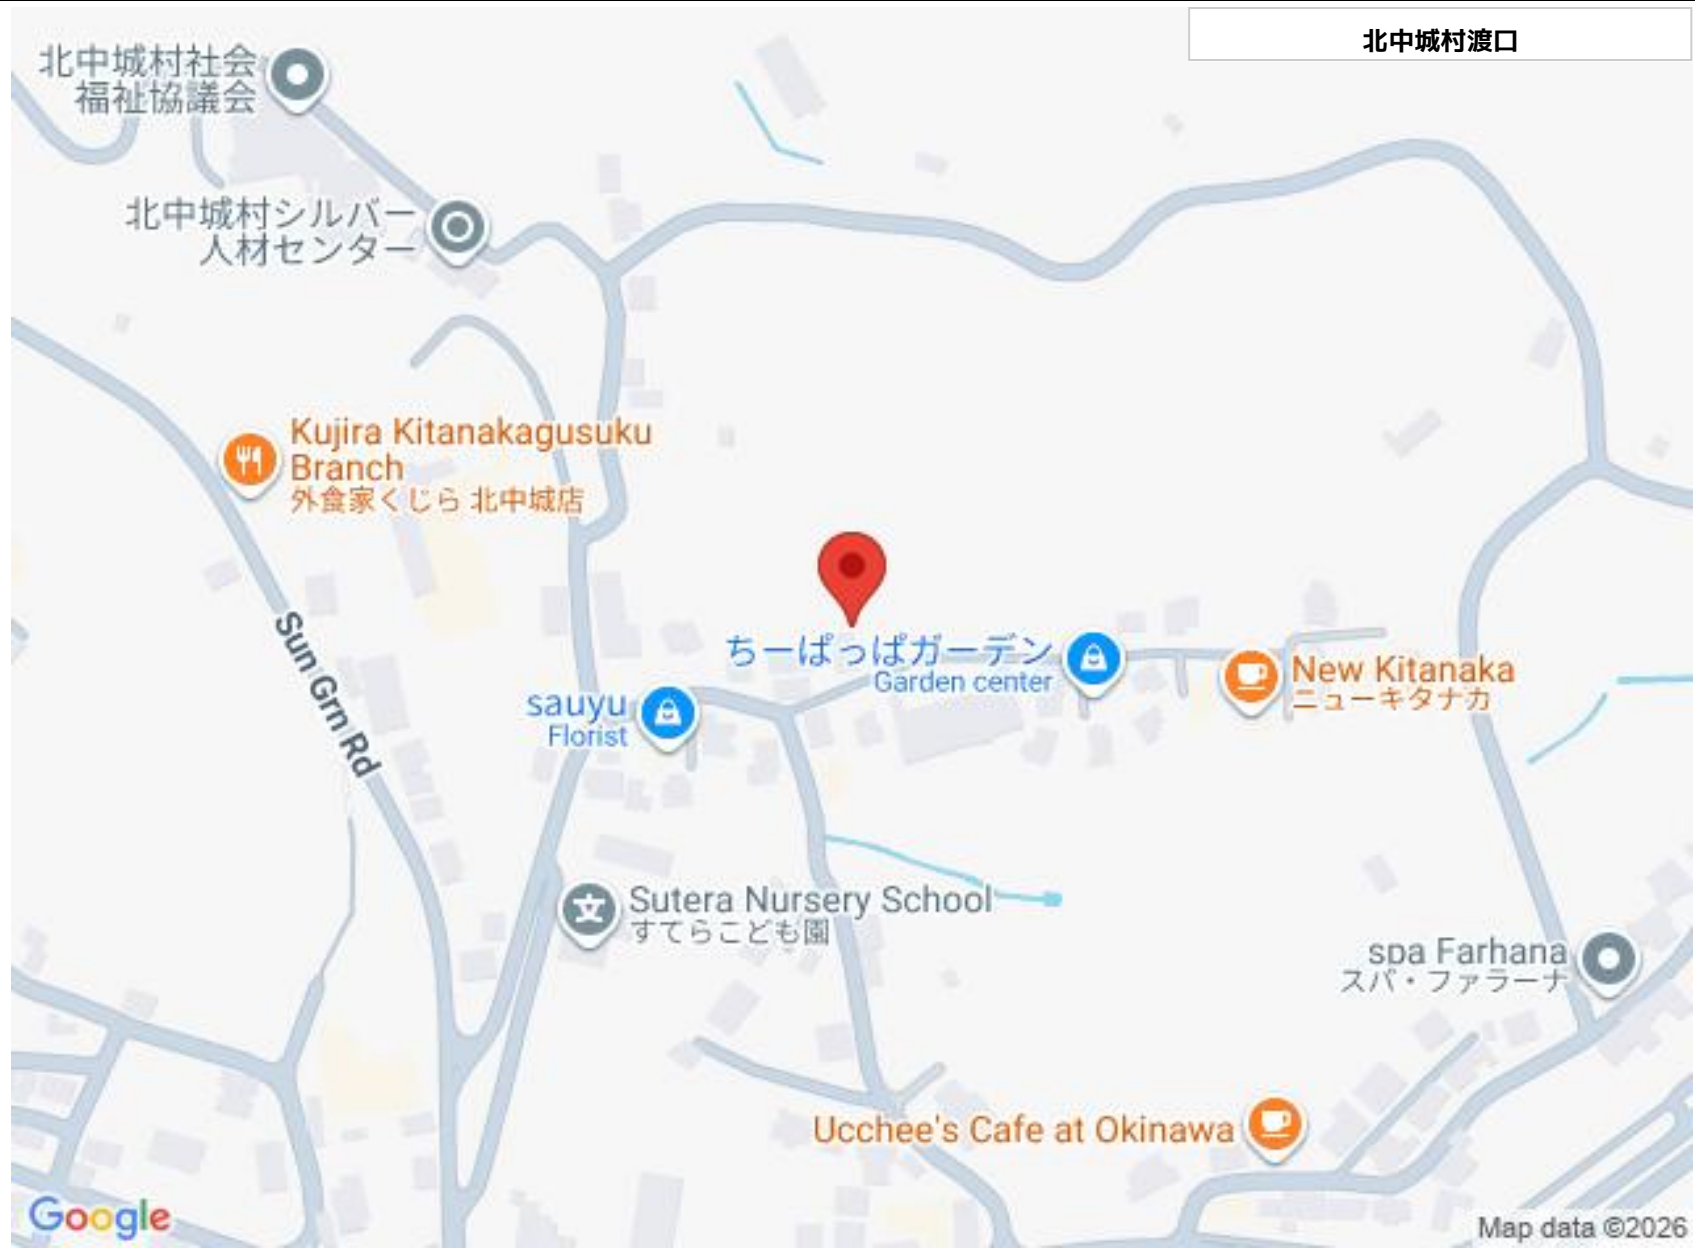 北中城村渡口
北中城村社会
福祉協議会
北中城村シルバー
人材センター
Kujira Kitanakagusuku
Branch
外食家くじら 北中城店
Sun Grn Rd
ちーぱっぱガーデン
Garden center
sauyu
Florist
New Kitanaka
ニューキタナカ
Sutera Nursery School
すてらこども園
spa Farhana
スパ・ファラーナ
Ucchee's Cafe at Okinawa
Google
Map data ©2026